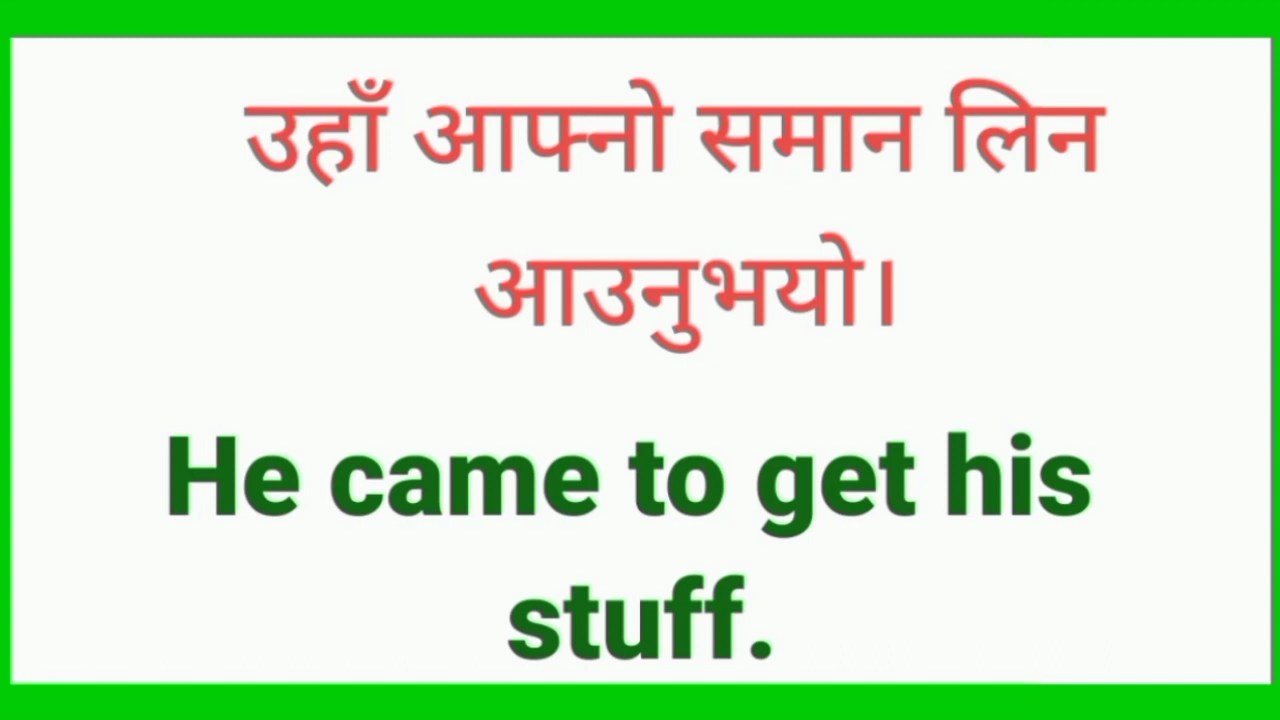 उहाँ आफ्नो समान लिन
आउनुभयो।
He came to get his
stuff.